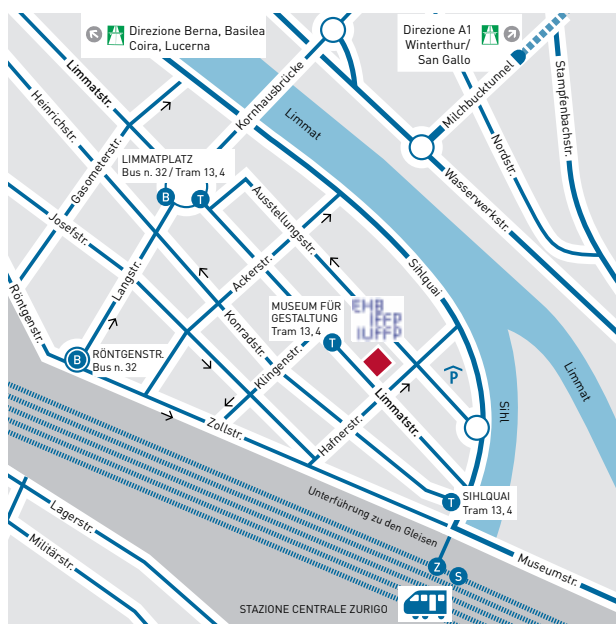 Direzione Berna, Basilea
Coira, Lucerna
Direzione A1
Winterthur/
San Gallo
Limmatstr.
Heinrichstr.
Kornhausbrücke
Limmat
Milchbucktunnel
Stampfenbachstr.
Nordstr.
Gasometerstr.
LIMMATPLATZ
Bus n. 32 / Tram 13, 4
B
T
Wasserwerkstr.
Josefstr.
Ausstellungsstr.
Langstr.
Ackerstr.
Sihlquai
Röntgenstr.
MUSEUM FÜR
GESTALTUNG
Tram 13, 4
T
EHB
IFFP
IUFFP
Konradstr.
B
RÖNTGENSTR.
Bus n. 32
Klingenstr.
P
Limmat
Zollstr.
Hafnerstr.
Limmatstr.
Sihl
Unterführung zu den Gleisen
T
SIHLQUAI
Tram 13, 4
Lagerstr.
Militärstr.
Z
S
Museumstr.
STAZIONE CENTRALE ZURIGO